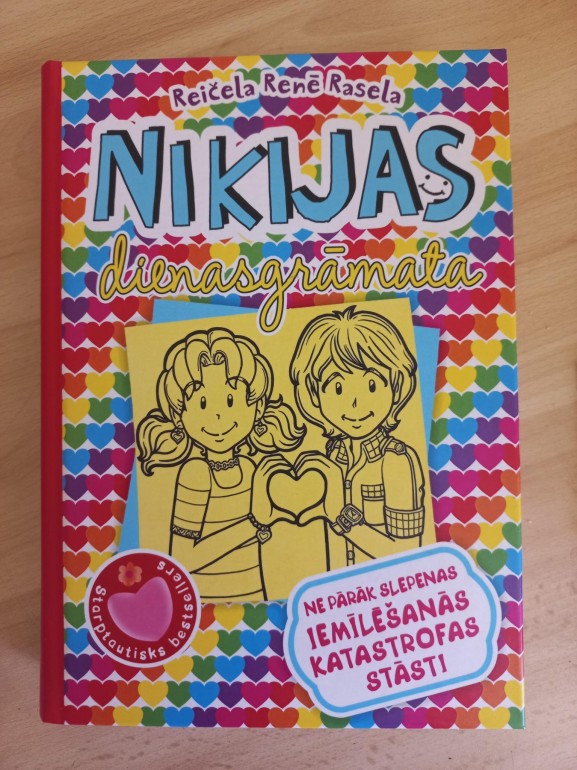 Reičela Renē Rasela
NIKIJAS
dienasgrāmata
NE PĀRĀK SLEPENAS
IEMĪLĒŠANĀS
KATASTROFAS
STĀSTI
Starptautisks bestsellers